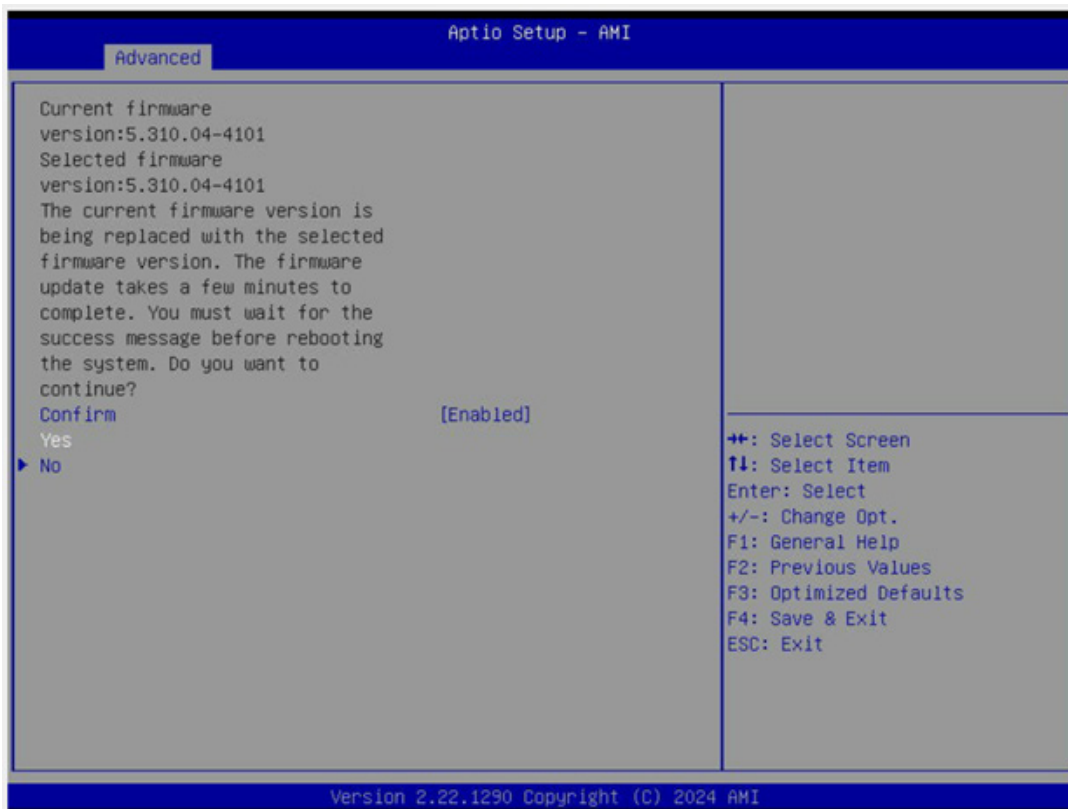 Aptio Setup - AMI
Advanced
Current firmware
version:5.310.04-4101
Selected firmware
version:5.310.04-4101
The current firmware version is
being replaced with the selected
firmware version. The firmware
update takes a few minutes to
complete. You must wait for the
success message before rebooting
the system. Do you want to
continue?
Confirm [Enabled]
Yes
No
→←: Select Screen
↑↓: Select Item
Enter: Select
+/-: Change Opt.
F1: General Help
F2: Previous Values
F3: Optimized Defaults
F4: Save & Exit
ESC: Exit
Version 2.22.1290 Copyright (C) 2024 AMI